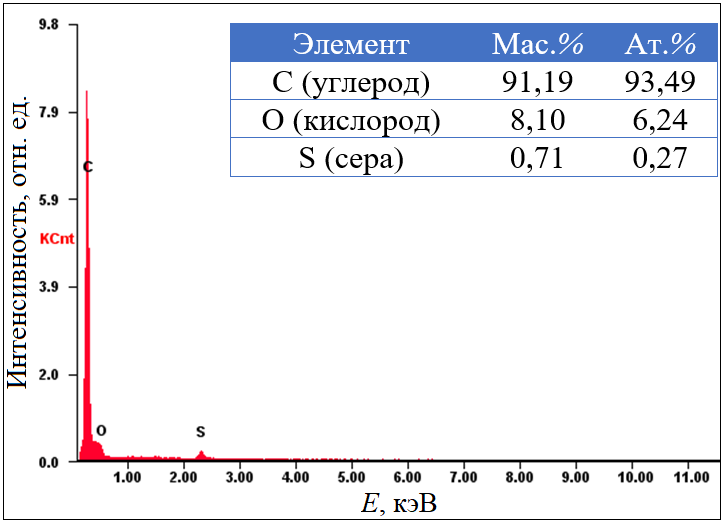 9.8
7.9
5.9
3.9
2.0
0.0
Интенсивность, отн. ед.
KCnt
Элемент Мас.% Ат.%
C (углерод) 91,19 93,49
O (кислород) 8,10 6,24
S (сера) 0,71 0,27
C
O
S
1.00 2.00 3.00 4.00 5.00 6.00 7.00 8.00 9.00 10.00 11.00
E, кэВ